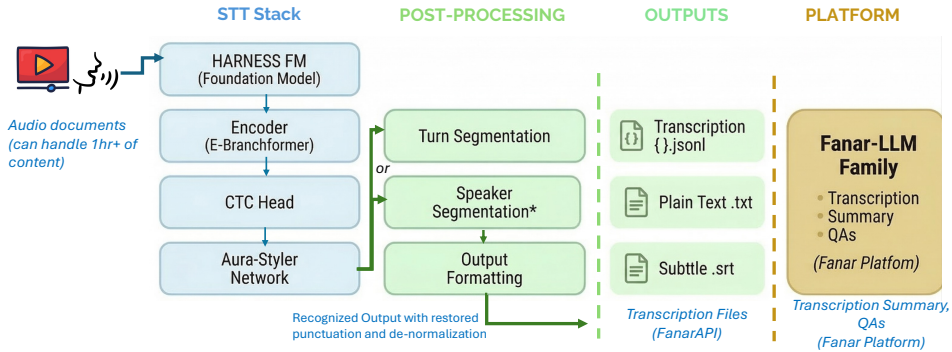 STT Stack
POST-PROCESSING
OUTPUTS
PLATFORM
Audio documents
(can handle 1hr+ of
content)
HARNESS FM
(Foundation Model)
Encoder
(E-Branchformer)
CTC Head
Aura-Styler
Network
or
Turn Segmentation
Speaker
Segmentation*
Output
Formatting
Recognized Output with restored
punctuation and de-normalization
Transcription
{ }.jsonl
Plain Text .txt
Subttle .srt
Transcription Files
(FanarAPI)
Fanar-LLM
Family
• Transcription
• Summary
• QAs
(Fanar Platfom)
Transcription Summary,
QAs
(Fanar Platform)